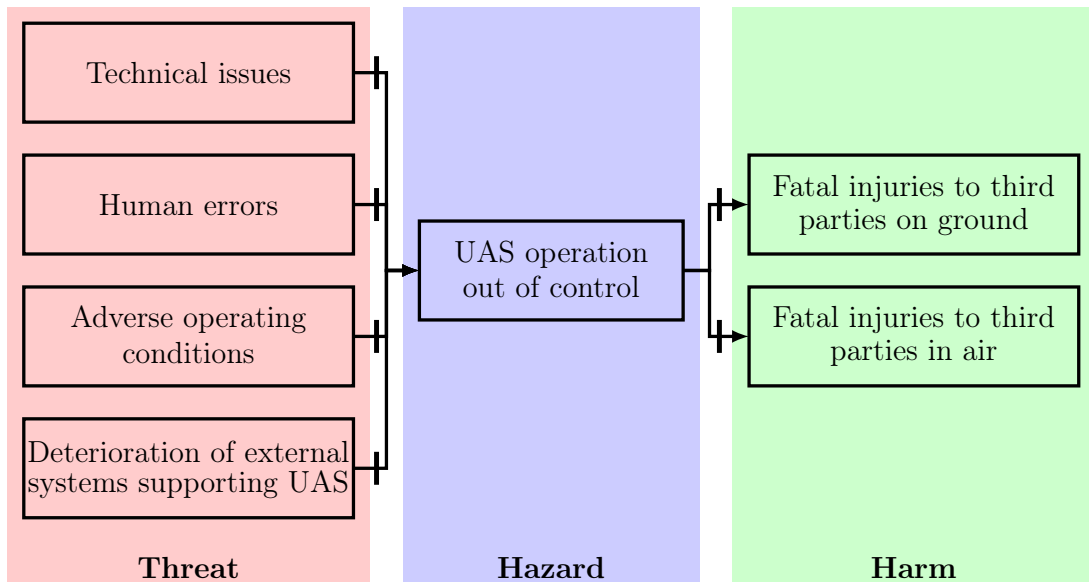 Technical issues
Human errors
Adverse operating
conditions
Deterioration of external
systems supporting UAS
Threat
UAS operation
out of control
Hazard
Fatal injuries to third
parties on ground
Fatal injuries to third
parties in air
Harm